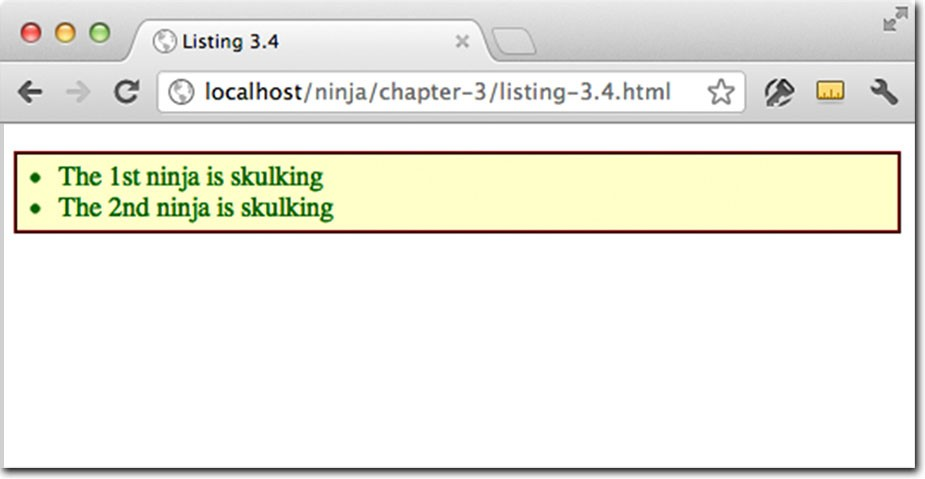 Listing 3.4
localhost/ninja/chapter-3/listing-3.4.html
The 1st ninja is skulking
The 2nd ninja is skulking